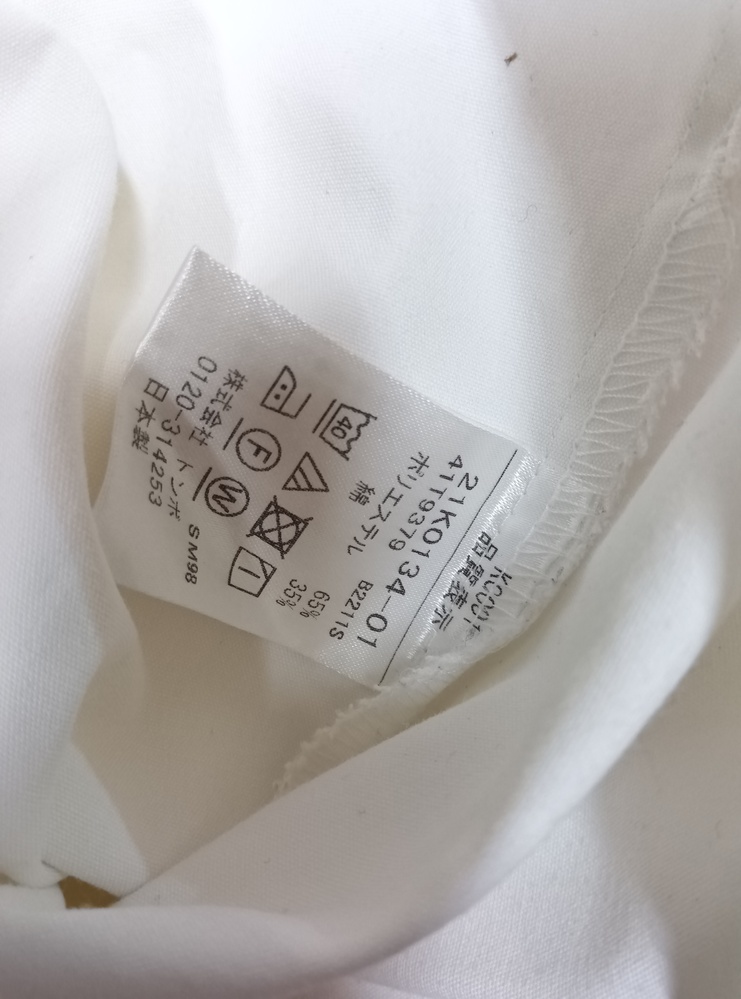 品質表示
21K0134-01
41T9379 B2211S
ポリエステル 65%
綿 35%
40
F W
株式会社 トンボ
0120-314253 SM98
日本製